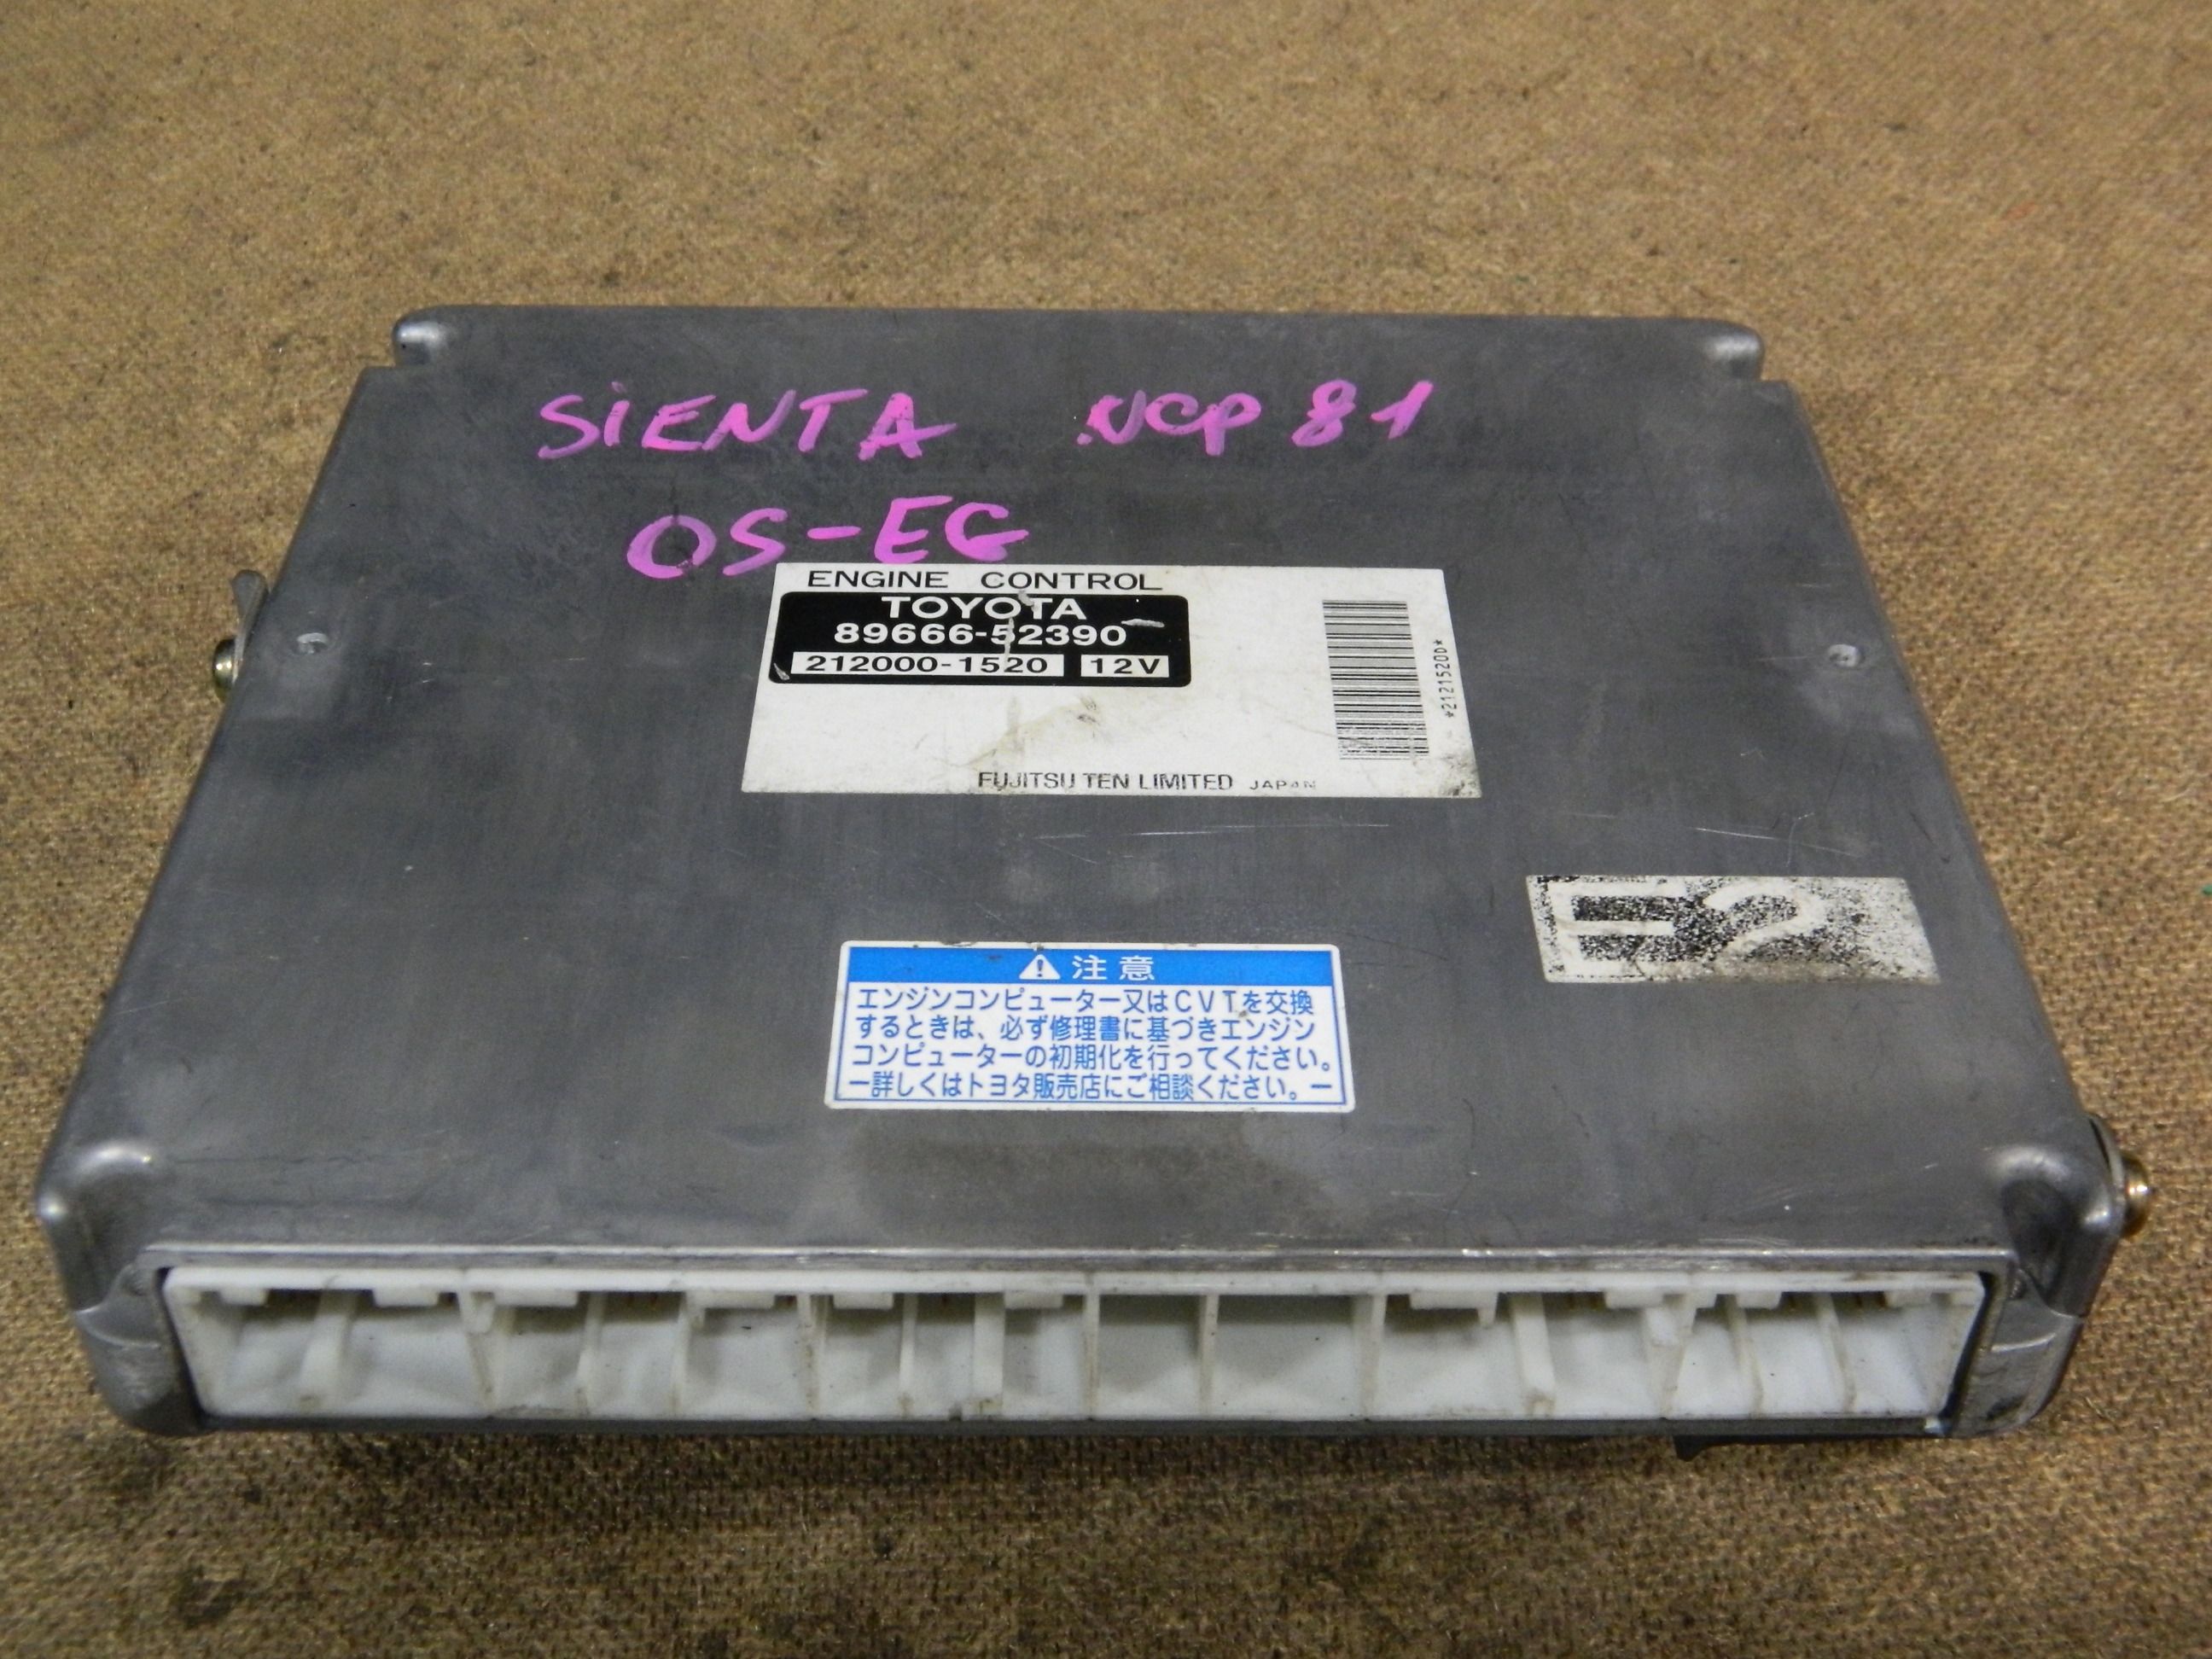 SiENTA NCP 81
OS-EG
ENGINE CONTROL
TOYOTA
89666-52390
212000-1520 12V
*2121520D*
FUJITSU TEN LIMITED JAPAN
E2
注意
エンジンコンピューター又はCVTを交換
するときは、必ず修理書に基づきエンジン
コンピューターの初期化を行ってください。
ー詳しくはトヨタ販売店にご相談ください。ー